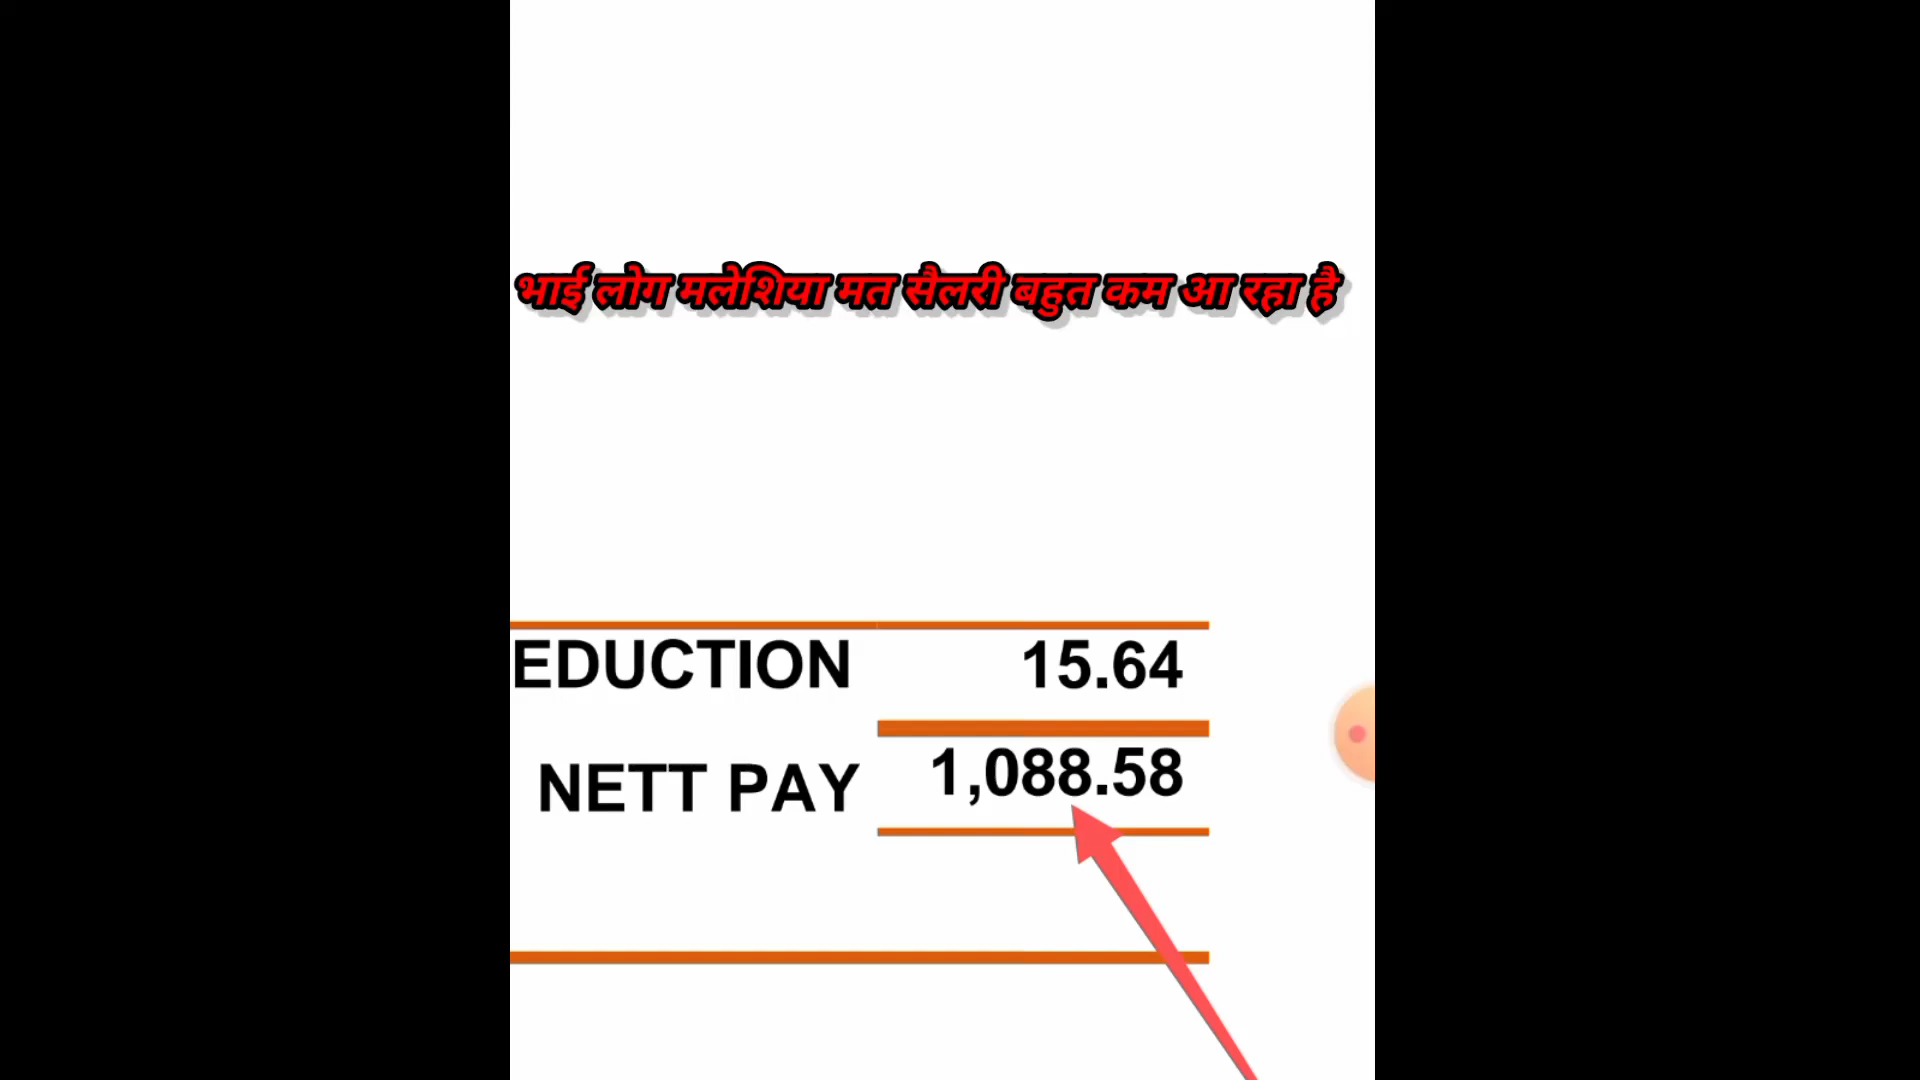 भाई लोग मलेशिया मत सैलरी बहुत कम आ रहा है
EDUCTION 15.64
NETT PAY 1,088.58